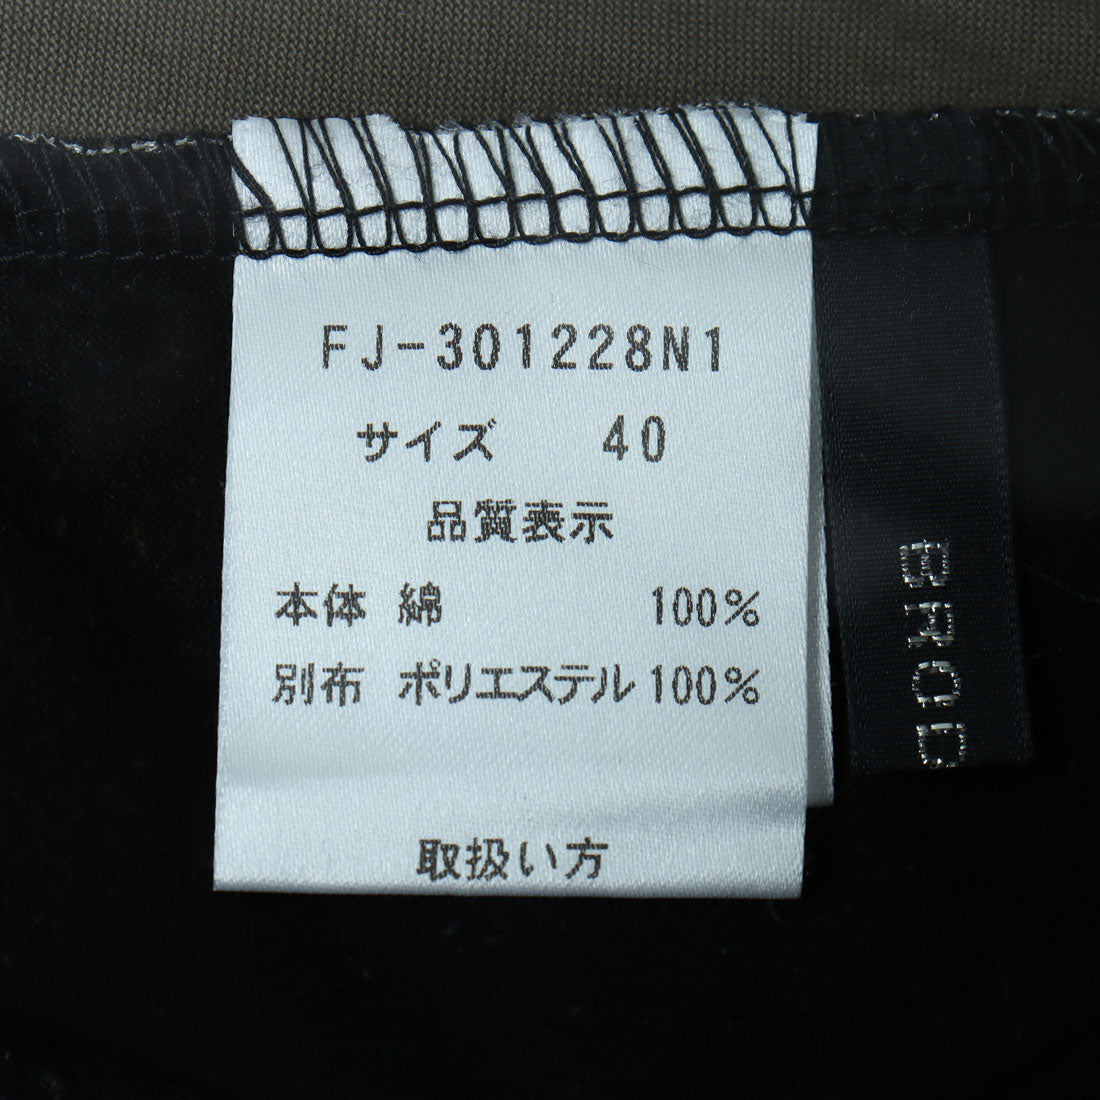 FJ-301228N1
サイズ 40
品質表示
本体 綿 100%
別布 ポリエステル 100%
取扱い方
BROD